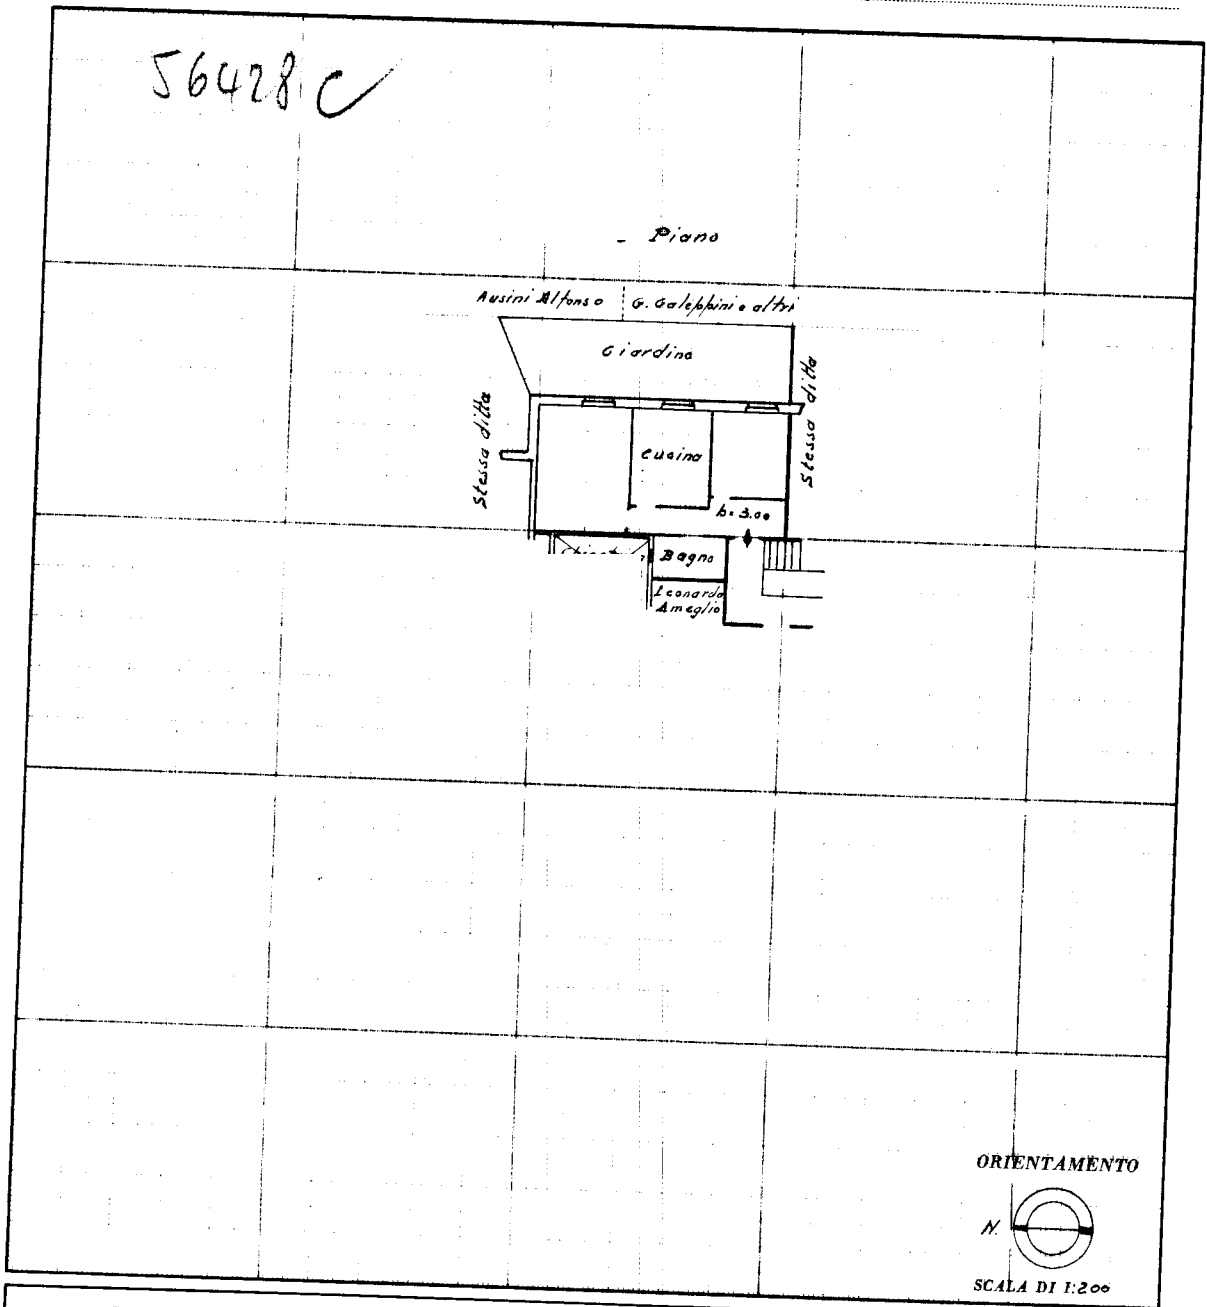 56428 C
- Piano
Ausini Alfonso G. Galeppini e altri
Giardino
Stessa ditta
Stessa ditta
cucina
h= 3.00
Bagno
Leonardo
Ameglio
ORIENTAMENTO
N.
SCALA DI 1:200